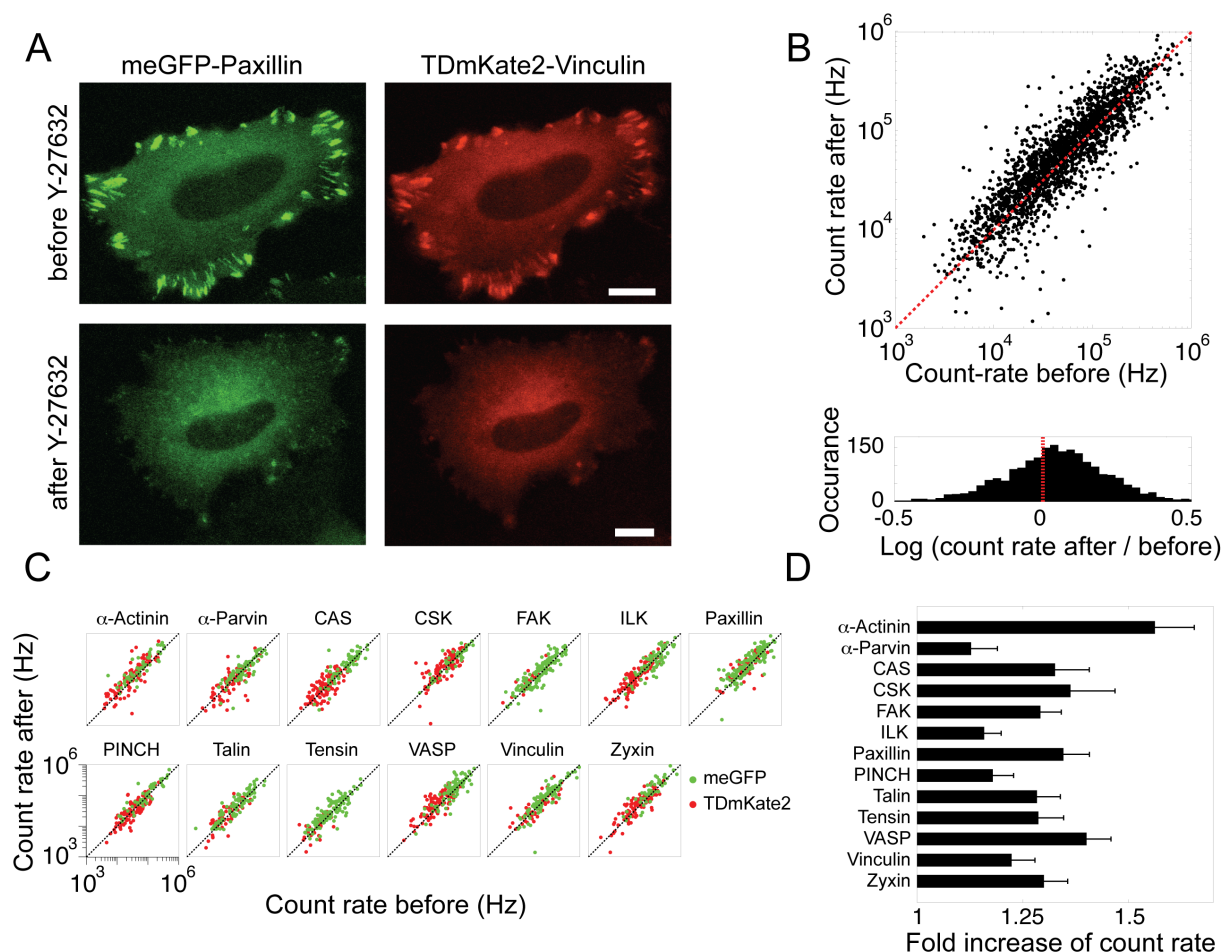 A
meGFP-Paxillin
TDmKate2-Vinculin
before Y-27632
after Y-27632
B
Count rate after (Hz)
10^6
10^5
10^4
10^3
10^3
10^4
10^5
10^6
Count-rate before (Hz)
Occurance
150
0
-0.5
0
0.5
Log (count rate after / before)
C
α-Actinin
α-Parvin
CAS
CSK
FAK
ILK
Paxillin
PINCH
Talin
Tensin
VASP
Vinculin
Zyxin
Count rate after (Hz)
10^6
10^3
10^3
10^6
Count rate before (Hz)
meGFP
TDmKate2
D
α-Actinin
α-Parvin
CAS
CSK
FAK
ILK
Paxillin
PINCH
Talin
Tensin
VASP
Vinculin
Zyxin
1
1.25
1.5
Fold increase of count rate